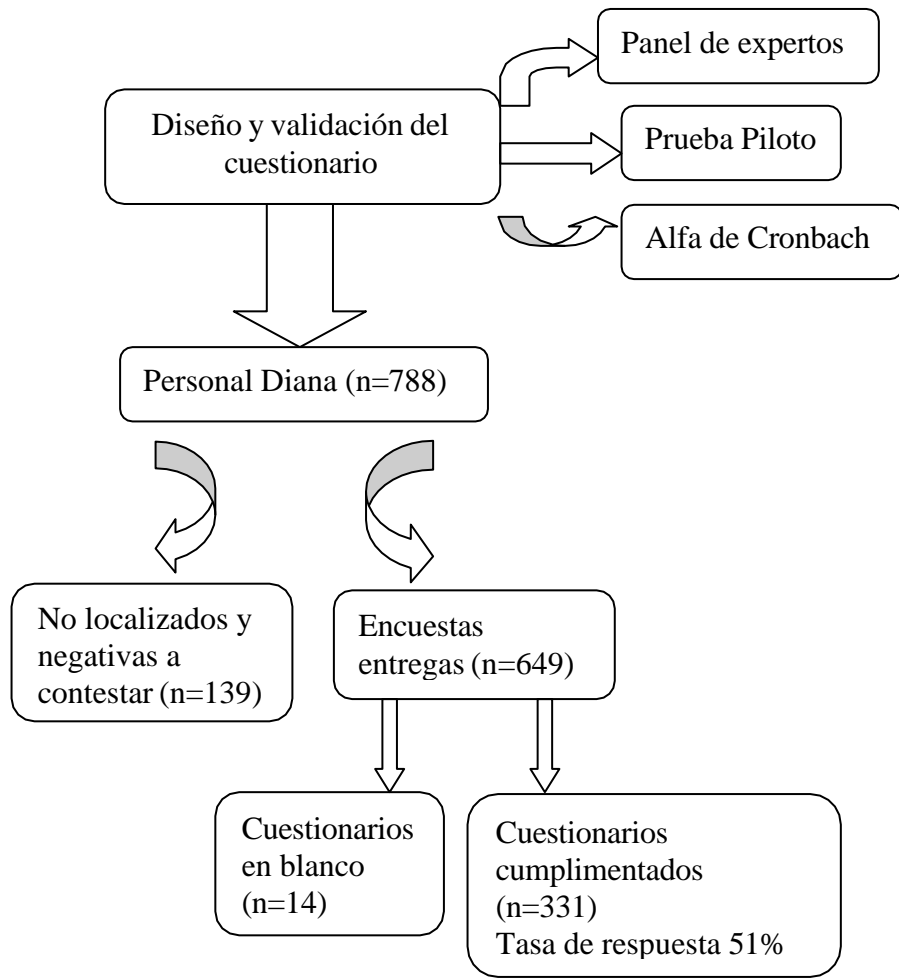 Panel de expertos
Diseño y validación del
cuestionario
Prueba Piloto
Alfa de Cronbach
Personal Diana (n=788)
No localizados y
negativas a
contestar (n=139)
Encuestas
entregas (n=649)
Cuestionarios
en blanco
(n=14)
Cuestionarios
cumplimentados
(n=331)
Tasa de respuesta 51%